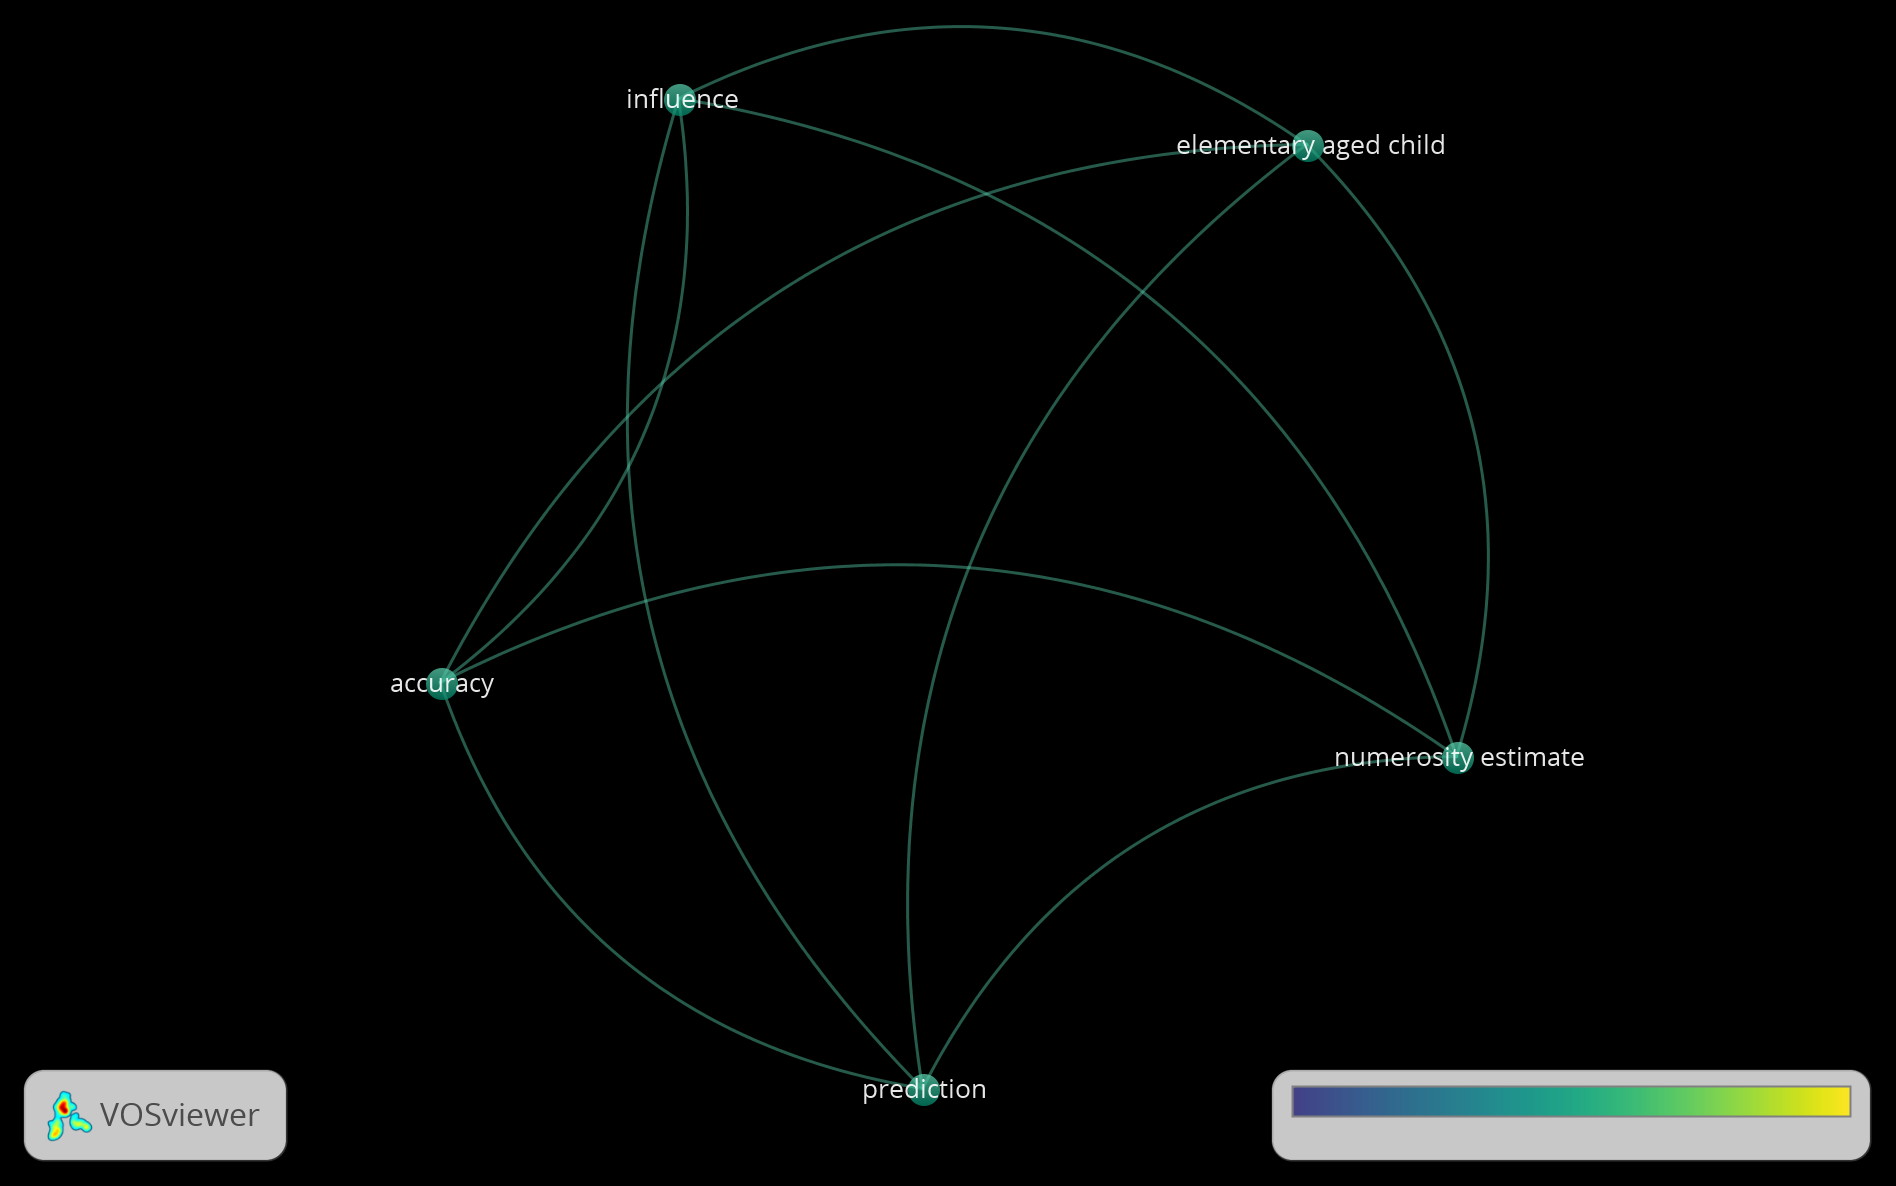 influence
elementary aged child
accuracy
numerosity estimate
prediction
VOSviewer